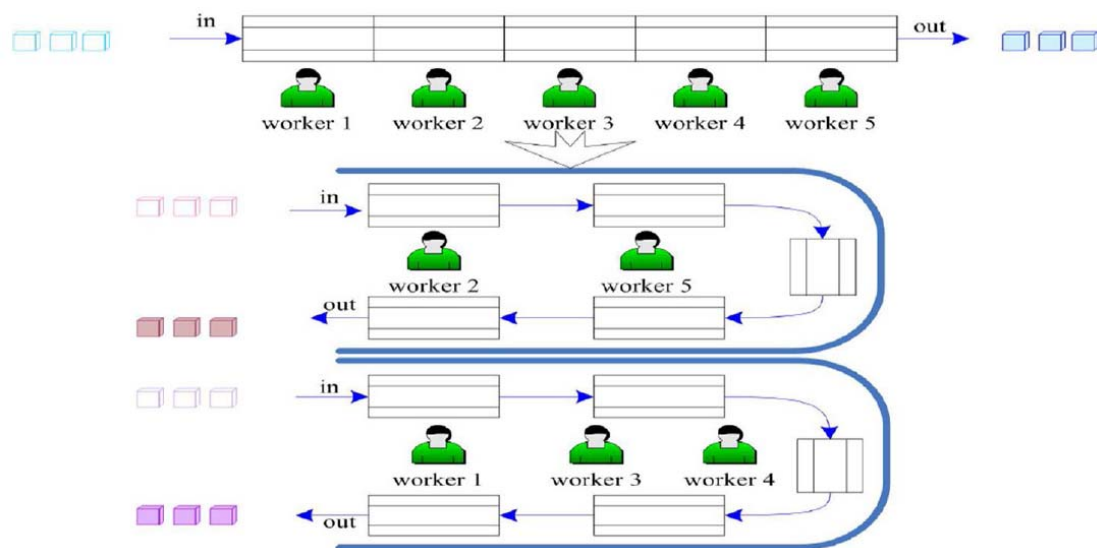 in
out
worker 1
worker 2
worker 3
worker 4
worker 5
in
worker 2
worker 5
out
in
worker 1
worker 3
worker 4
out